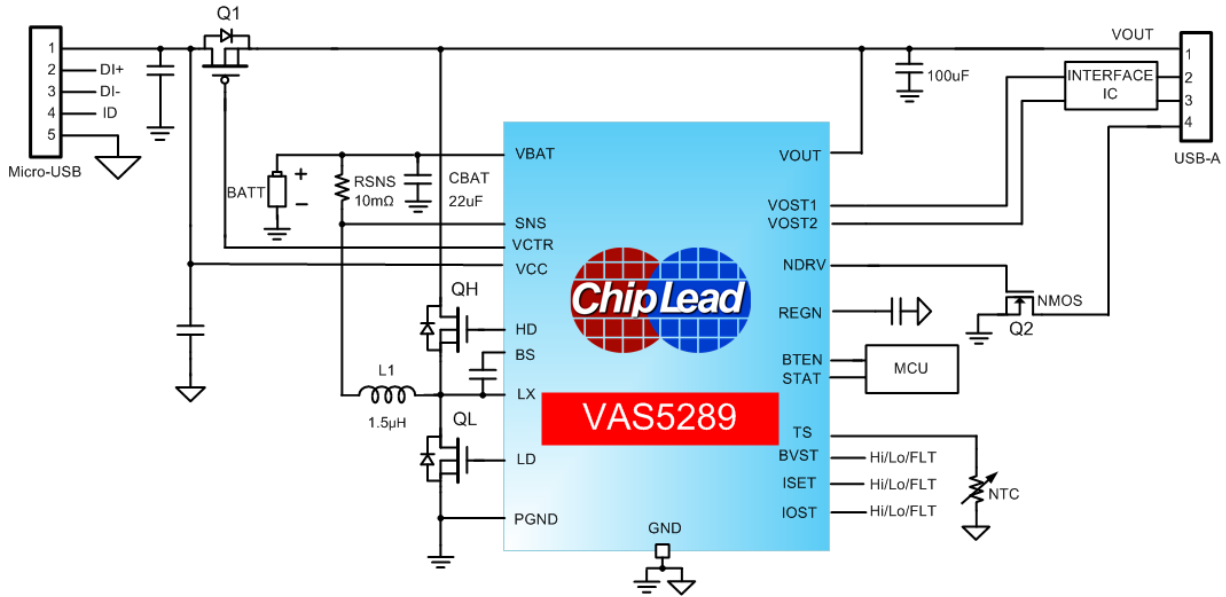 Q1
Micro-USB
1
2
3
4
5
DI+
DI-
ID
BATT
+
−
RSNS
10mΩ
CBAT
22uF
VBAT
SNS
VCTR
VCC
QH
HD
BS
L1
1.5µH
LX
QL
LD
PGND
ChipLead
VAS5289
GND
VOUT
VOST1
VOST2
NDRV
REGN
BTEN
STAT
TS
BVST
ISET
IOST
100uF
VOUT
INTERFACE
IC
1
2
3
4
USB-A
NMOS
Q2
MCU
Hi/Lo/FLT
Hi/Lo/FLT
Hi/Lo/FLT
NTC